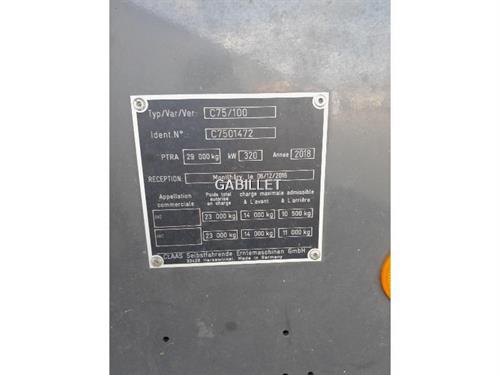 Typ/Var/Ver: C75/100
Ident.N° C7501472
PTRA 29 000 kg kW 320 Année 2018
RECEPTION: Montlhéry, le 06/12/2016
GABILLET
Appellation commerciale Poids total autorisé en charge charge maximale admissible
à l'avant à l'arrière
23 000 kg 14 000 kg 10 500 kg
23 000 kg 14 000 kg 11 000 kg
CLAAS Selbstfahrende Erntemaschinen GmbH
33428 Harsewinkel, Made in Germany